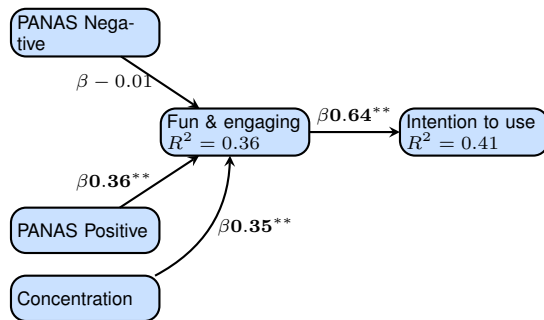 PANAS Nega-
tive
β − 0.01
Fun & engaging
R² = 0.36
β0.64**
Intention to use
R² = 0.41
β0.36**
PANAS Positive
β0.35**
Concentration